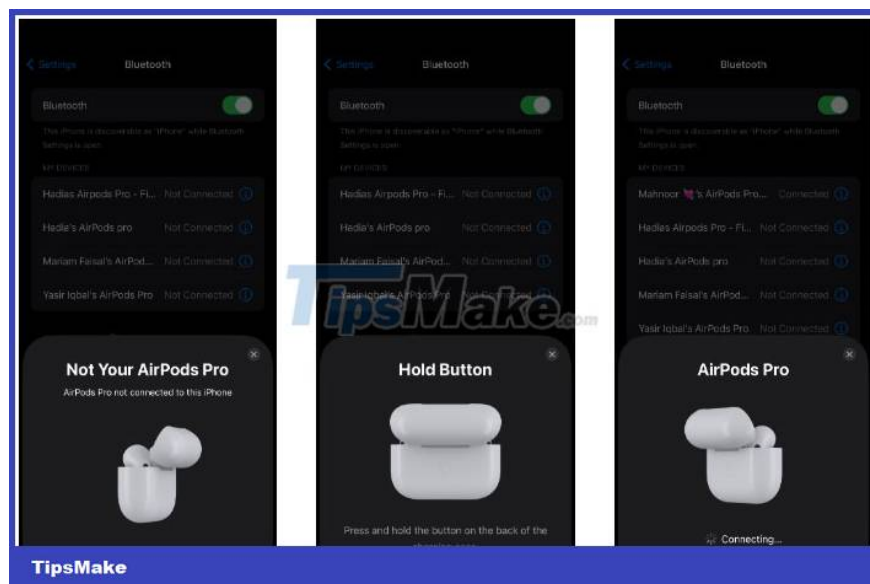 Settings
Bluetooth
Bluetooth
This iPhone is discoverable as "iPhone" while Bluetooth
Settings is open.
MY DEVICES
Hadias Airpods Pro - Fi... Not Connected
Hadia's AirPods pro Not Connected
Mariam Faisal's AirPod... Not Connected
Yasir Iqbal's AirPods Pro Not Connected
Not Your AirPods Pro
AirPods Pro not connected to this iPhone
Settings
Bluetooth
Bluetooth
This iPhone is discoverable as "iPhone" while Bluetooth
Settings is open.
MY DEVICES
Hadias Airpods Pro - Fi... Not Connected
Hadia's AirPods pro Not Connected
Mariam Faisal's AirPod... Not Connected
Yasir Iqbal's AirPods Pro Not Connected
Hold Button
Press and hold the button on the back of the
Settings
Bluetooth
Bluetooth
This iPhone is discoverable as "iPhone" while Bluetooth
Settings is open.
MY DEVICES
Mahnoor 💘's AirPods Pro... Connected
Hadias Airpods Pro - Fi... Not Connected
Hadia's AirPods pro Not Connected
Mariam Faisal's AirPod... Not Connected
Yasir Iqbal's AirPods Pro Not Connected
AirPods Pro
Connecting...
TipsMake.com
TipsMake